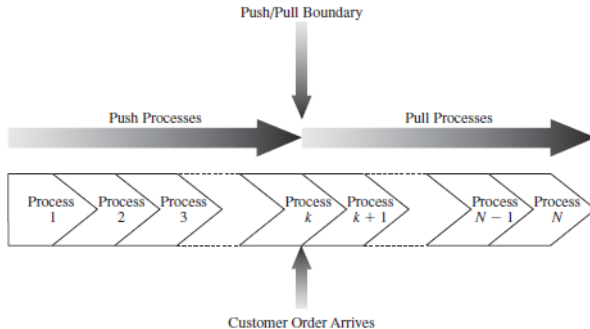 Push/Pull Boundary
Push Processes
Pull Processes
Process
1
Process
2
Process
3
Process
k
Process
k + 1
Process
N − 1
Process
N
Customer Order Arrives